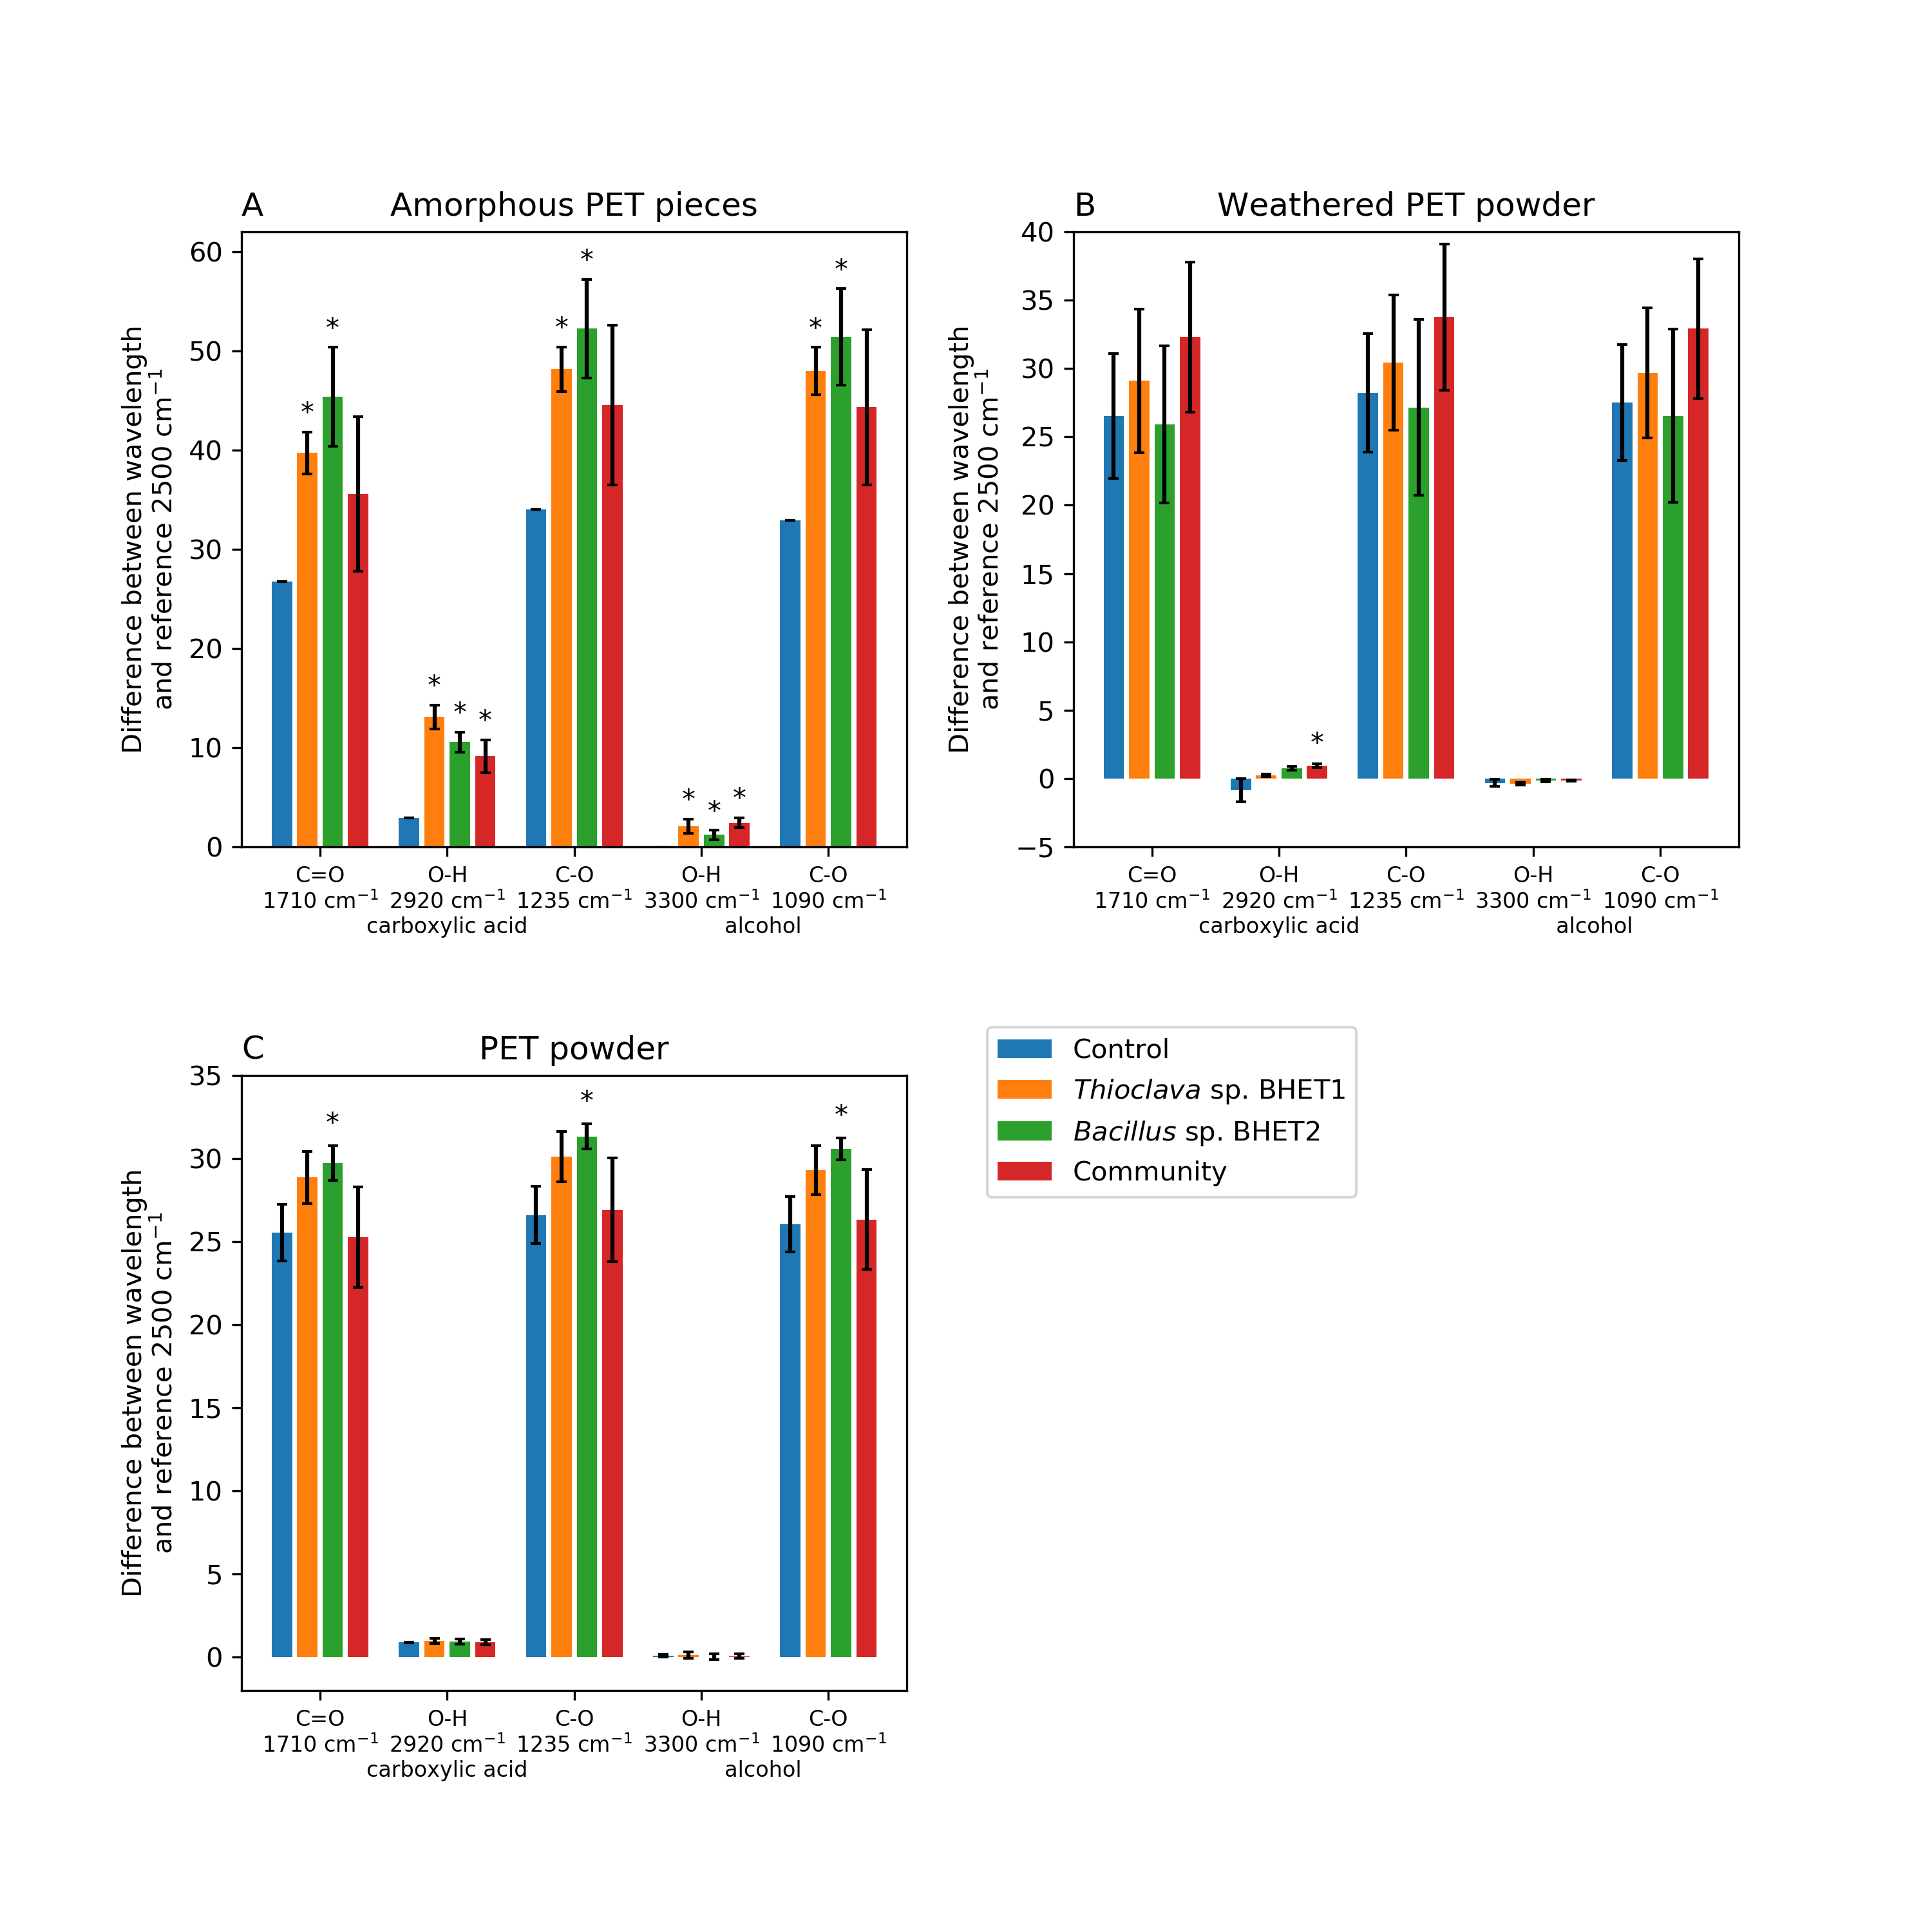 A Amorphous PET pieces
60
50
40
30
20
10
0
Difference between wavelength
and reference 2500 cm⁻¹
* * * * * * * * * * * *
C=O O-H C-O O-H C-O
1710 cm⁻¹ 2920 cm⁻¹ 1235 cm⁻¹ 3300 cm⁻¹ 1090 cm⁻¹
carboxylic acid alcohol
B Weathered PET powder
40
35
30
25
20
15
10
5
0
−5
Difference between wavelength
and reference 2500 cm⁻¹
*
C=O O-H C-O O-H C-O
1710 cm⁻¹ 2920 cm⁻¹ 1235 cm⁻¹ 3300 cm⁻¹ 1090 cm⁻¹
carboxylic acid alcohol
C PET powder
35
30
25
20
15
10
5
0
Difference between wavelength
and reference 2500 cm⁻¹
* * *
C=O O-H C-O O-H C-O
1710 cm⁻¹ 2920 cm⁻¹ 1235 cm⁻¹ 3300 cm⁻¹ 1090 cm⁻¹
carboxylic acid alcohol
Control
Thioclava sp. BHET1
Bacillus sp. BHET2
Community